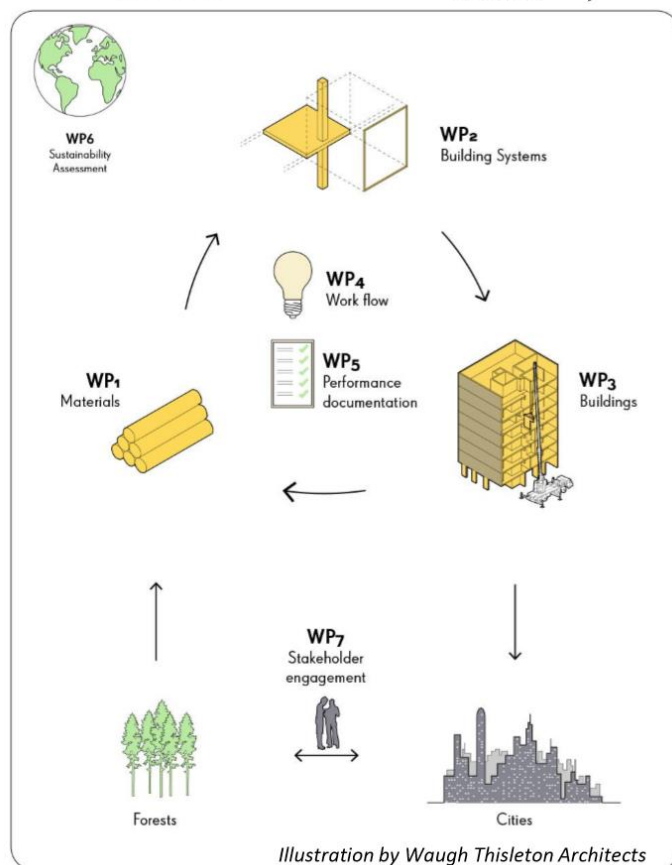 WP6
Sustainability
Assessment
WP2
Building Systems
WP4
Work flow
WP5
Performance
documentation
WP1
Materials
WP3
Buildings
WP7
Stakeholder
engagement
Forests
Cities
Illustration by Waugh Thisleton Architects